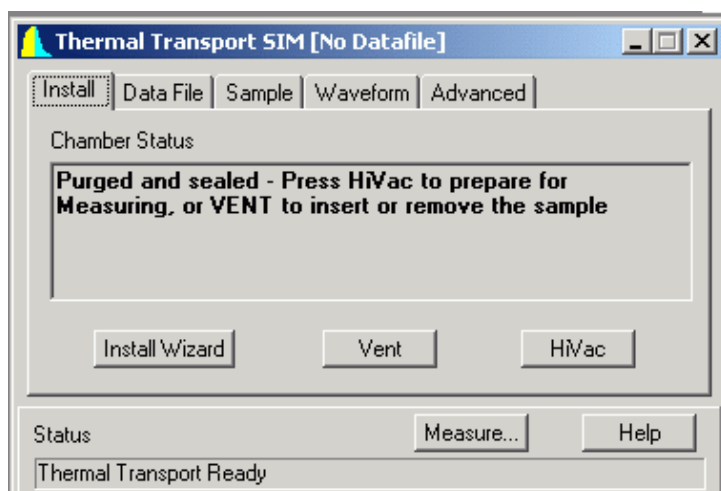 Thermal Transport SIM [No Datafile]
Install Data File Sample Waveform Advanced
Chamber Status
Purged and sealed - Press HiVac to prepare for
Measuring, or VENT to insert or remove the sample
Install Wizard Vent HiVac
Status Measure... Help
Thermal Transport Ready